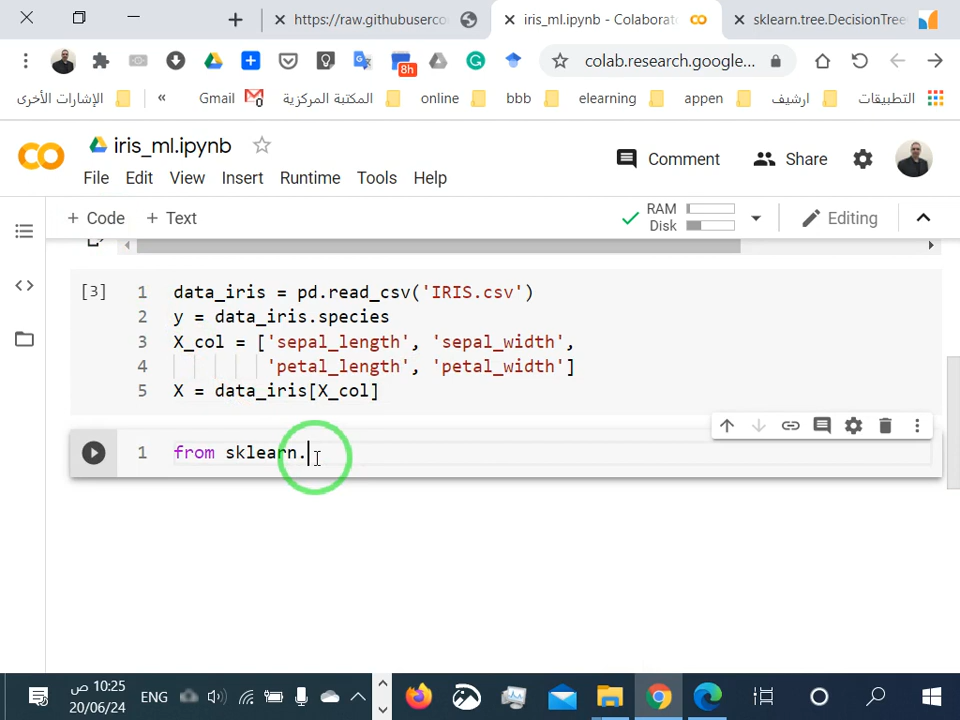 https://raw.githubuserco
iris_ml.ipynb - Colaborat
sklearn.tree.DecisionTree
8h
colab.research.google...
الإشارات الأخرى
»
Gmail
المكتبة المركزية
online
bbb
elearning
appen
ارشيف
التطبيقات
iris_ml.ipynb
Comment
Share
File Edit View Insert Runtime Tools Help
+ Code + Text
RAM
Disk
Editing
[3]
1 data_iris = pd.read_csv('IRIS.csv')
2 y = data_iris.species
3 X_col = ['sepal_length', 'sepal_width',
4 'petal_length', 'petal_width']
5 X = data_iris[X_col]
1 from sklearn.
10:25 ص
20/06/24
ENG